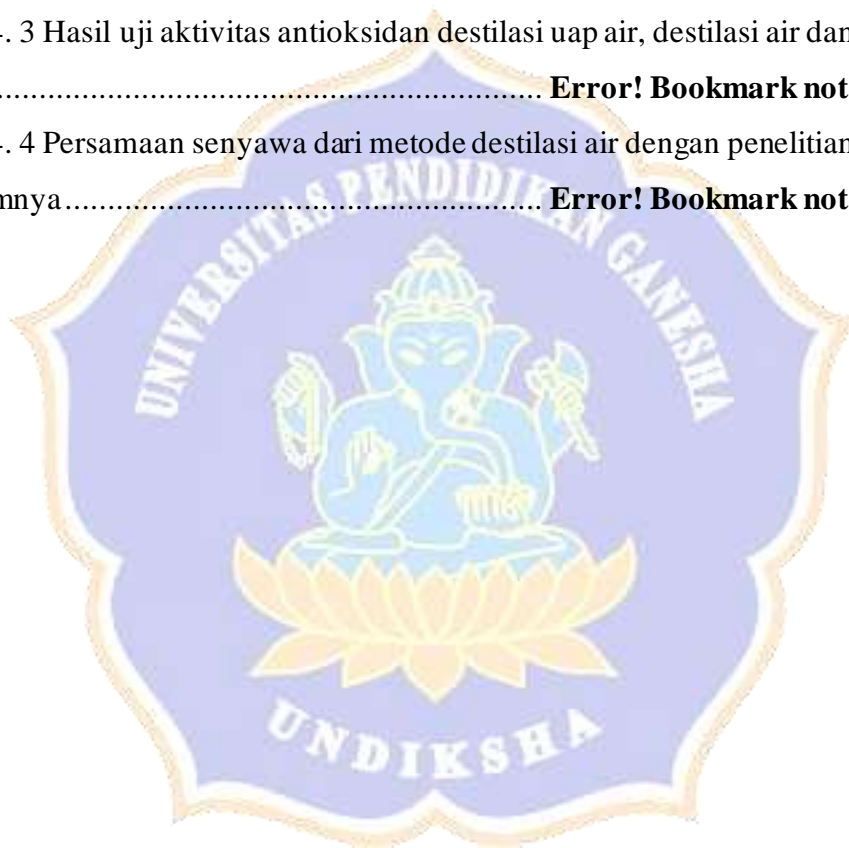 . 3 Hasil uji aktivitas antioksidan destilasi uap air, destilasi air dan
Error! Bookmark not
. 4 Persamaan senyawa dari metode destilasi air dengan penelitian
mnya Error! Bookmark not
UNIVERSITAS PENDIDIKAN GANESHA
UNDIKSHA